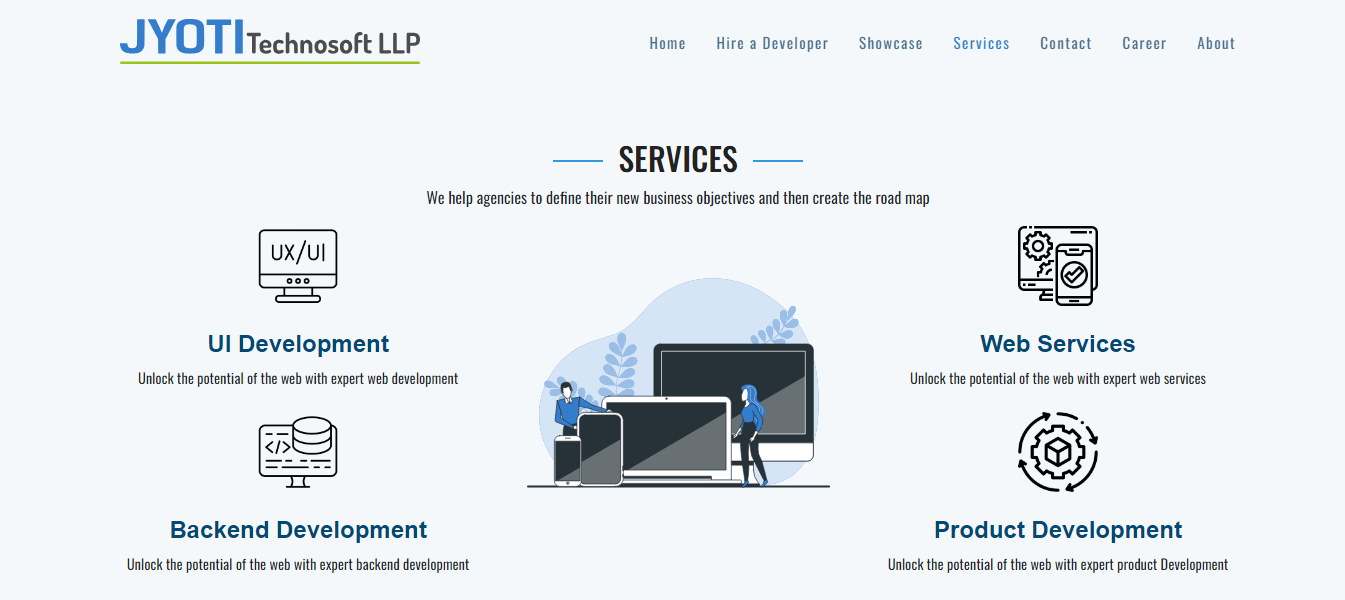 JYOTI Technosoft LLP
Home Hire a Developer Showcase Services Contact Career About
SERVICES
We help agencies to define their new business objectives and then create the road map
UX/UI
UI Development
Unlock the potential of the web with expert web development
</>
Backend Development
Unlock the potential of the web with expert backend development
Web Services
Unlock the potential of the web with expert web services
Product Development
Unlock the potential of the web with expert product Development